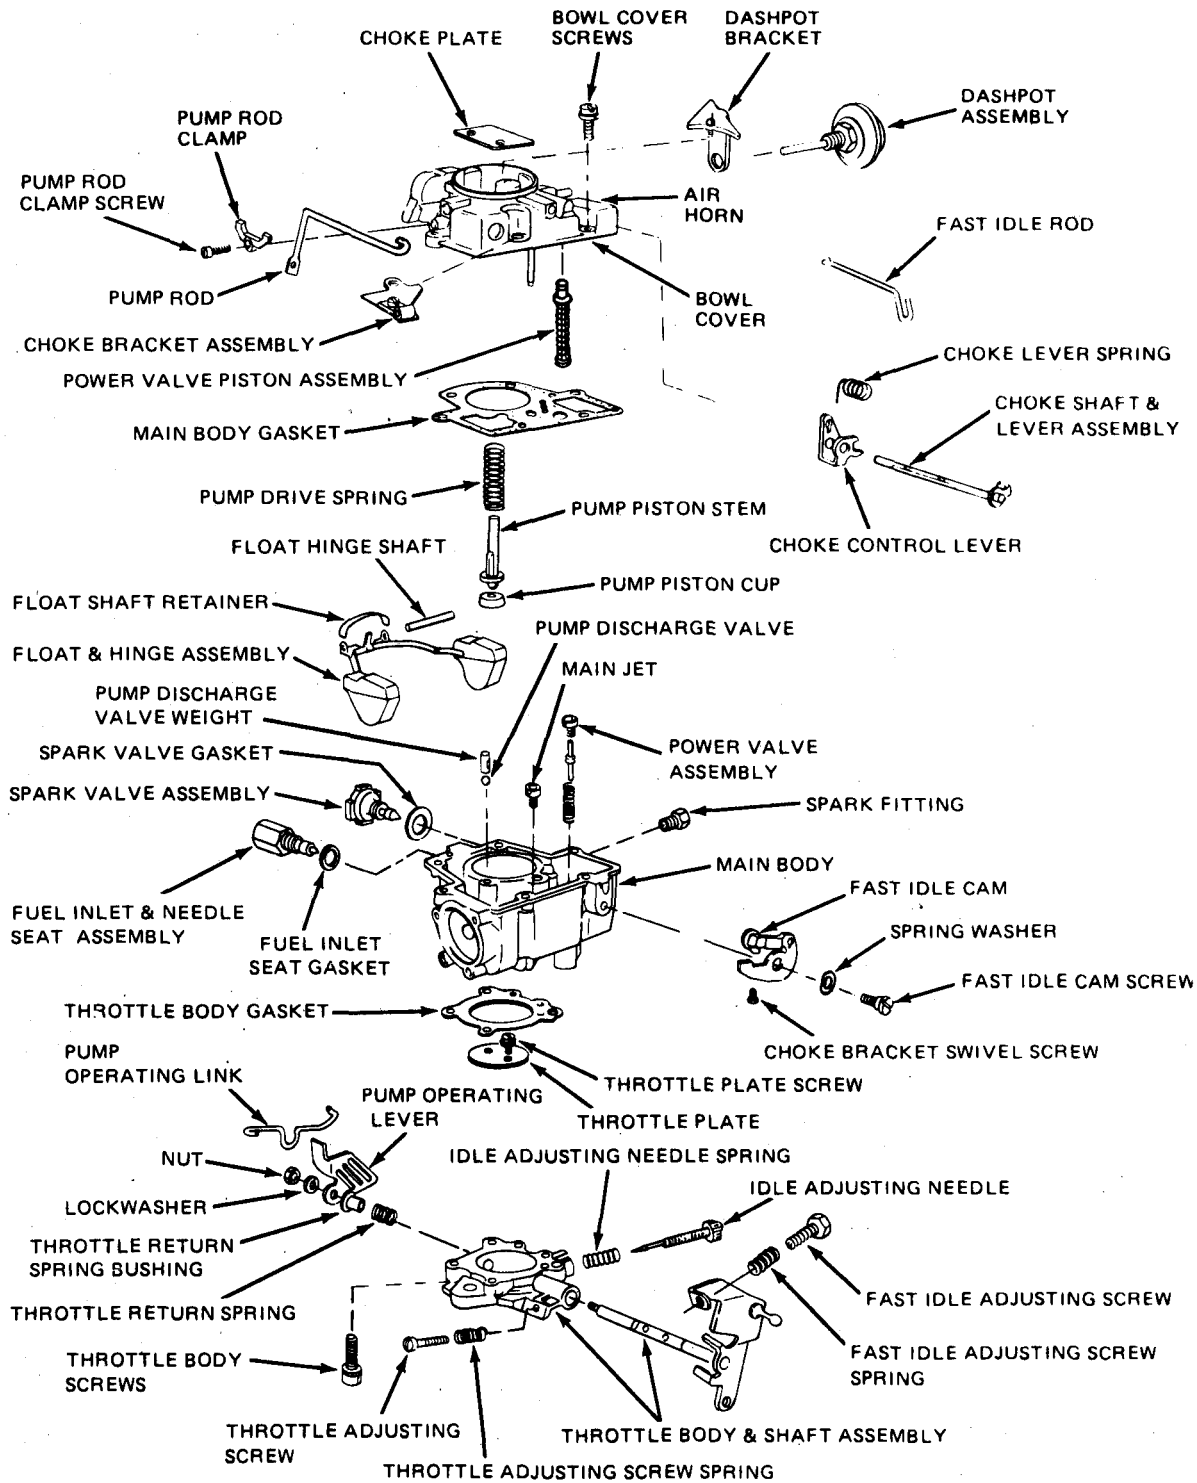 BOWL COVER
SCREWS
DASHPOT
BRACKET
CHOKE PLATE
DASHPOT
ASSEMBLY
PUMP ROD
CLAMP
PUMP ROD
CLAMP SCREW
AIR
HORN
FAST IDLE ROD
PUMP ROD
BOWL
COVER
CHOKE BRACKET ASSEMBLY
CHOKE LEVER SPRING
POWER VALVE PISTON ASSEMBLY
CHOKE SHAFT &
LEVER ASSEMBLY
MAIN BODY GASKET
PUMP DRIVE SPRING
PUMP PISTON STEM
FLOAT HINGE SHAFT
CHOKE CONTROL LEVER
PUMP PISTON CUP
FLOAT SHAFT RETAINER
PUMP DISCHARGE VALVE
FLOAT & HINGE ASSEMBLY
MAIN JET
PUMP DISCHARGE
VALVE WEIGHT
SPARK VALVE GASKET
POWER VALVE
ASSEMBLY
SPARK VALVE ASSEMBLY
SPARK FITTING
MAIN BODY
FAST IDLE CAM
FUEL INLET & NEEDLE
SEAT ASSEMBLY
FUEL INLET
SEAT GASKET
SPRING WASHER
FAST IDLE CAM SCREW
THROTTLE BODY GASKET
CHOKE BRACKET SWIVEL SCREW
PUMP
OPERATING LINK
THROTTLE PLATE SCREW
PUMP OPERATING
LEVER
THROTTLE PLATE
NUT
IDLE ADJUSTING NEEDLE SPRING
IDLE ADJUSTING NEEDLE
LOCKWASHER
THROTTLE RETURN
SPRING BUSHING
THROTTLE RETURN SPRING
FAST IDLE ADJUSTING SCREW
THROTTLE BODY
SCREWS
FAST IDLE ADJUSTING SCREW
SPRING
THROTTLE ADJUSTING
SCREW
THROTTLE BODY & SHAFT ASSEMBLY
THROTTLE ADJUSTING SCREW SPRING